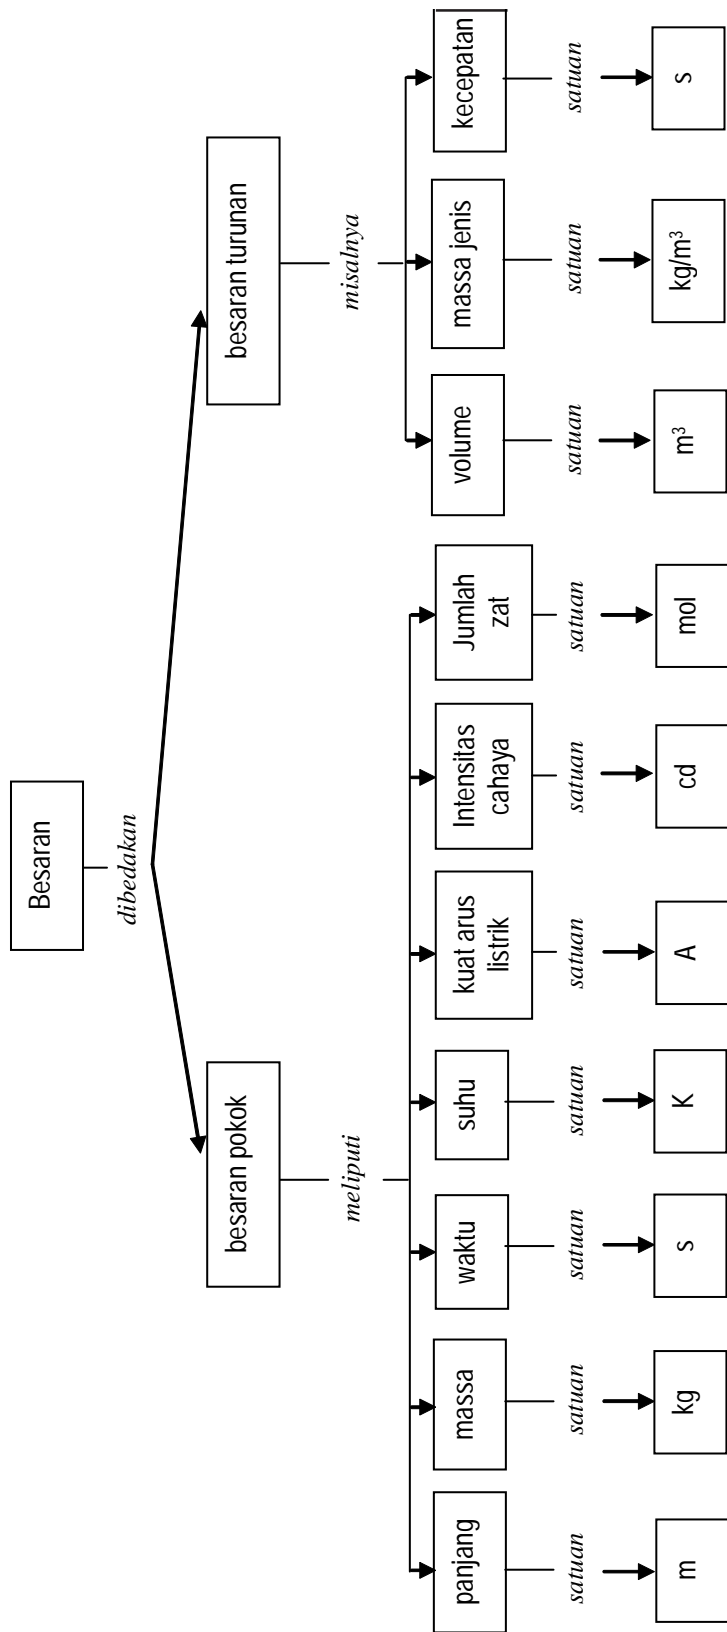 Besaran
dibedakan
besaran pokok
besaran turunan
meliputi
misalnya
panjang
massa
waktu
suhu
kuat arus
listrik
Intensitas
cahaya
Jumlah
zat
volume
massa jenis
kecepatan
satuan
satuan
satuan
satuan
satuan
satuan
satuan
satuan
satuan
satuan
m
kg
s
K
A
cd
mol
m³
kg/m³
s